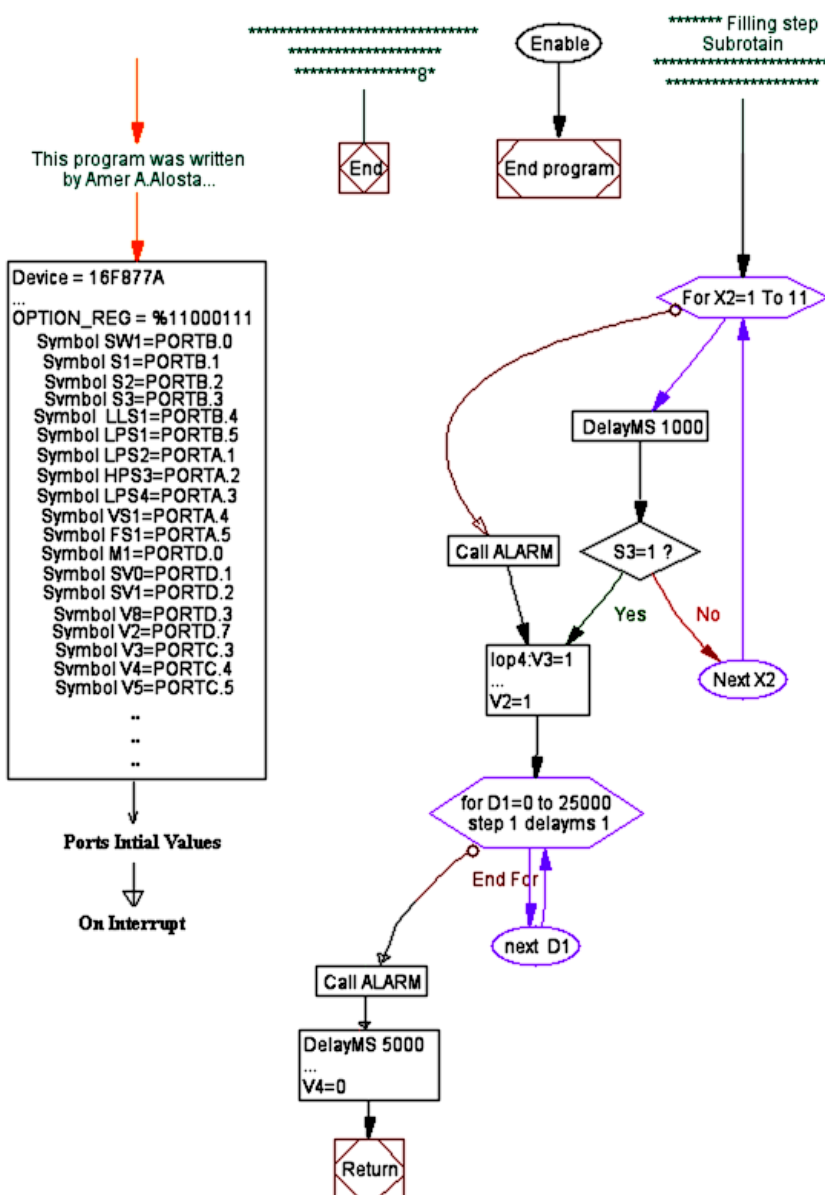 This program was written
by Amer A.Alosta...
Device = 16F877A
...
OPTION_REG = %11000111
Symbol SW1=PORTB.0
Symbol S1=PORTB.1
Symbol S2=PORTB.2
Symbol S3=PORTB.3
Symbol LLS1=PORTB.4
Symbol LPS1=PORTB.5
Symbol LPS2=PORTA.1
Symbol HPS3=PORTA.2
Symbol LPS4=PORTA.3
Symbol VS1=PORTA.4
Symbol FS1=PORTA.5
Symbol M1=PORTD.0
Symbol SV0=PORTD.1
Symbol SV1=PORTD.2
Symbol V8=PORTD.3
Symbol V2=PORTD.7
Symbol V3=PORTC.3
Symbol V4=PORTC.4
Symbol V5=PORTC.5
..
..
..
Ports Intial Values
On Interrupt
*****************************
*******************
****************8*
End
Enable
End program
******* Filling step
Subrotain
**********************
*******************
For X2=1 To 11
DelayMS 1000
S3=1 ?
Yes
No
Next X2
Call ALARM
lop4:V3=1
...
V2=1
for D1=0 to 25000
step 1 delayms 1
End For
next D1
Call ALARM
DelayMS 5000
...
V4=0
Return